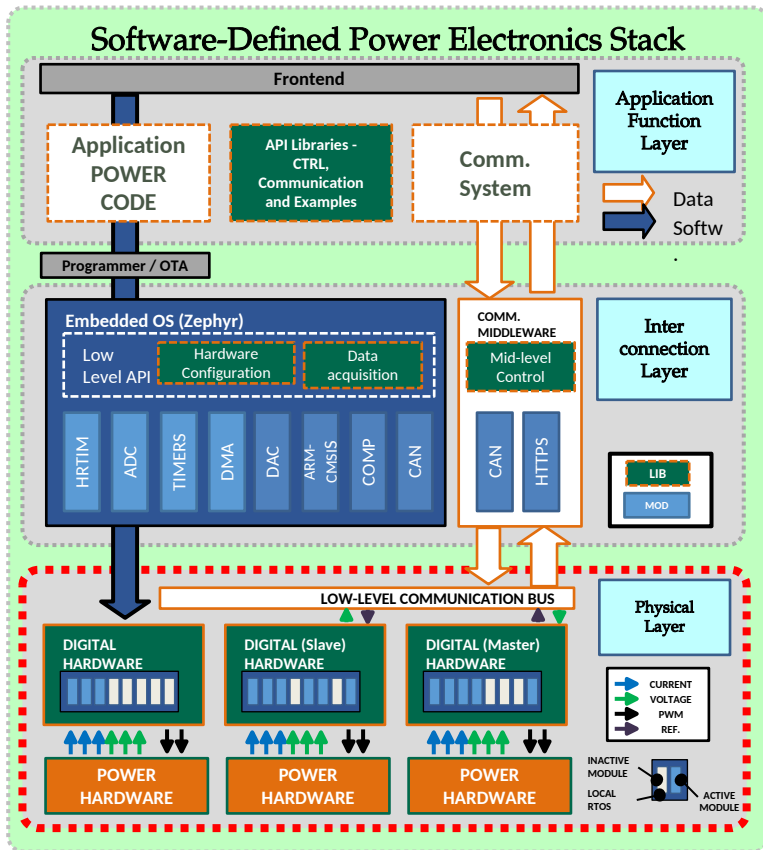 Software-Defined Power Electronics Stack
Frontend
Application
POWER
CODE
API Libraries -
CTRL,
Communication
and Examples
Comm.
System
Application
Function
Layer
Data
Softw
.
Programmer / OTA
Embedded OS (Zephyr)
Low
Level API
Hardware
Configuration
Data
acquisition
HRTIM
ADC
TIMERS
DMA
DAC
ARM-
CMSIS
COMP
CAN
COMM.
MIDDLEWARE
Mid-level
Control
CAN
HTTPS
Inter
connection
Layer
LIB
MOD
LOW-LEVEL COMMUNICATION BUS
DIGITAL
HARDWARE
DIGITAL (Slave)
HARDWARE
DIGITAL (Master)
HARDWARE
POWER
HARDWARE
POWER
HARDWARE
POWER
HARDWARE
Physical
Layer
CURRENT
VOLTAGE
PWM
REF.
INACTIVE
MODULE
LOCAL
RTOS
ACTIVE
MODULE